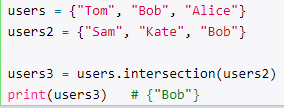 users = {"Tom", "Bob", "Alice"}
users2 = {"Sam", "Kate", "Bob"}
users3 = users.intersection(users2)
print(users3)   # {"Bob"}